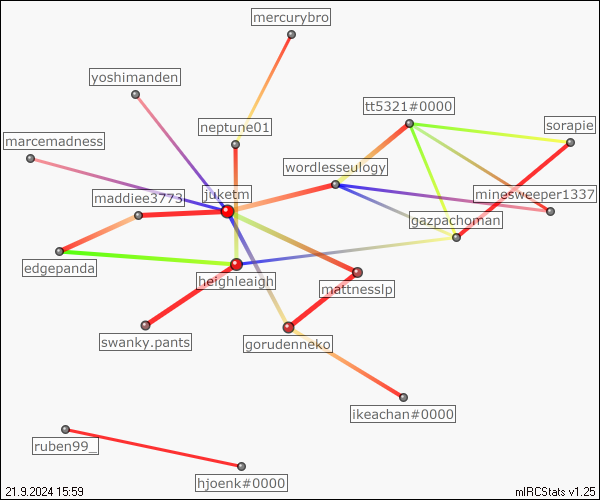 mercurybro
yoshimanden
tt5321#0000
neptune01
sorapie
marcemadness
wordlesseulogy
maddiee3773
juketm
minesweeper1337
gazpachoman
edgepanda
heighleaigh
mattnesslp
swanky.pants
gorudenneko
ikeachan#0000
ruben99_
hjoenk#0000
21.9.2024 15:59
mIRCStats v1.25